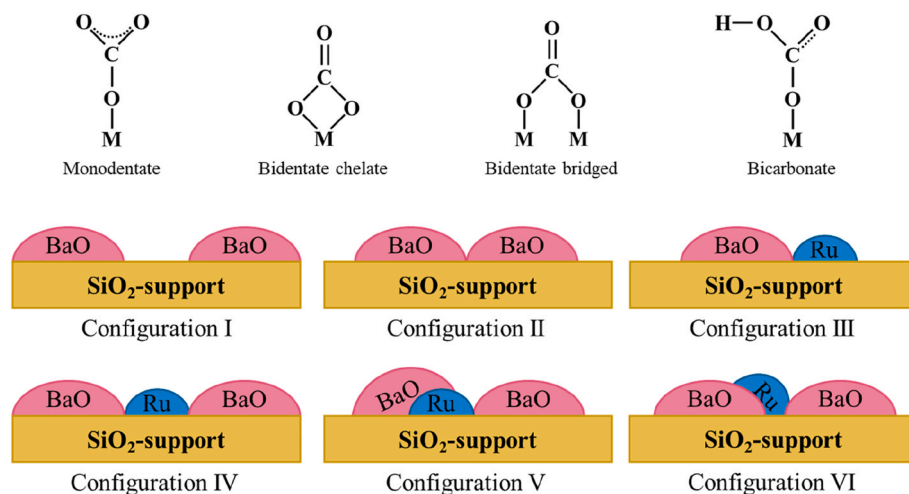 O O
C
O
M
Monodentate
O
C
O O
M
Bidentate chelate
O
C
O O
M M
Bidentate bridged
H O O
C
O
M
Bicarbonate
BaO BaO
SiO₂-support
Configuration I
BaO BaO
SiO₂-support
Configuration II
BaO Ru
SiO₂-support
Configuration III
BaO Ru BaO
SiO₂-support
Configuration IV
BaO Ru BaO
SiO₂-support
Configuration V
BaO Ru BaO
SiO₂-support
Configuration VI